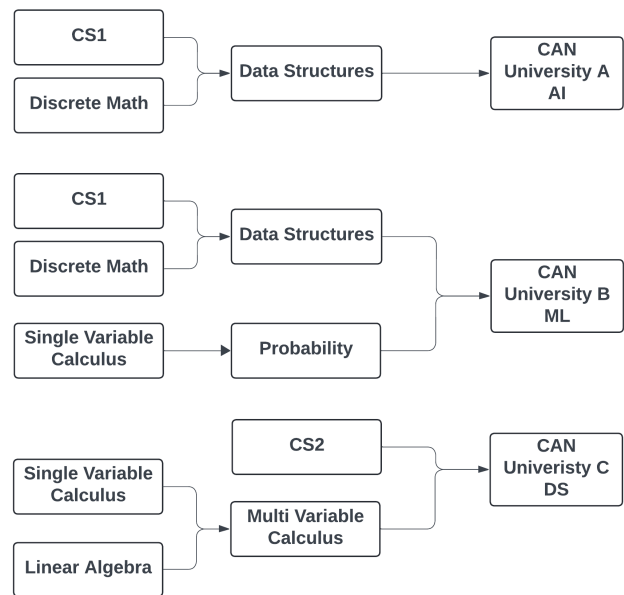 CS1
Discrete Math
Data Structures
CAN
University A
AI
CS1
Discrete Math
Data Structures
Single Variable
Calculus
Probability
CAN
University B
ML
CS2
Single Variable
Calculus
Linear Algebra
Multi Variable
Calculus
CAN
Univeristy C
DS